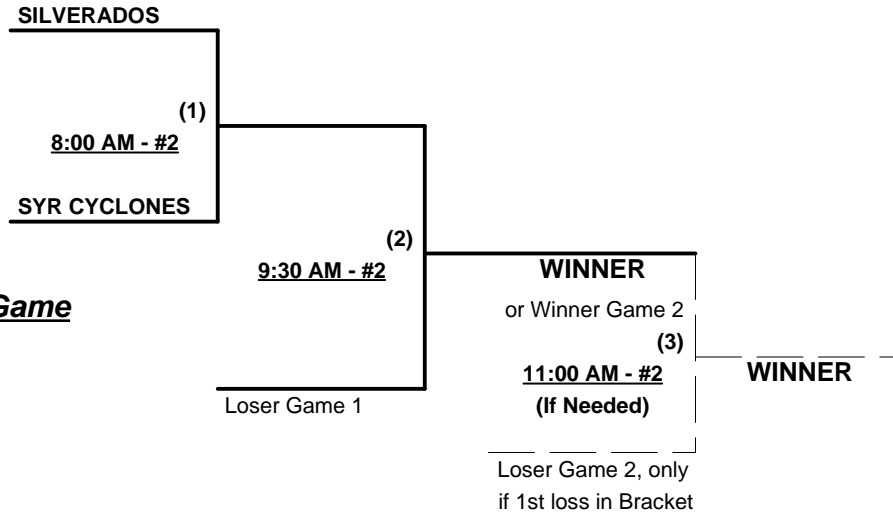 SILVERADOS
(1)
8:00 AM - #2
SYR CYCLONES
(2)
9:30 AM - #2
WINNER
Game
or Winner Game 2
(3)
11:00 AM - #2
WINNER
Loser Game 1
(If Needed)
Loser Game 2, only
if 1st loss in Bracket